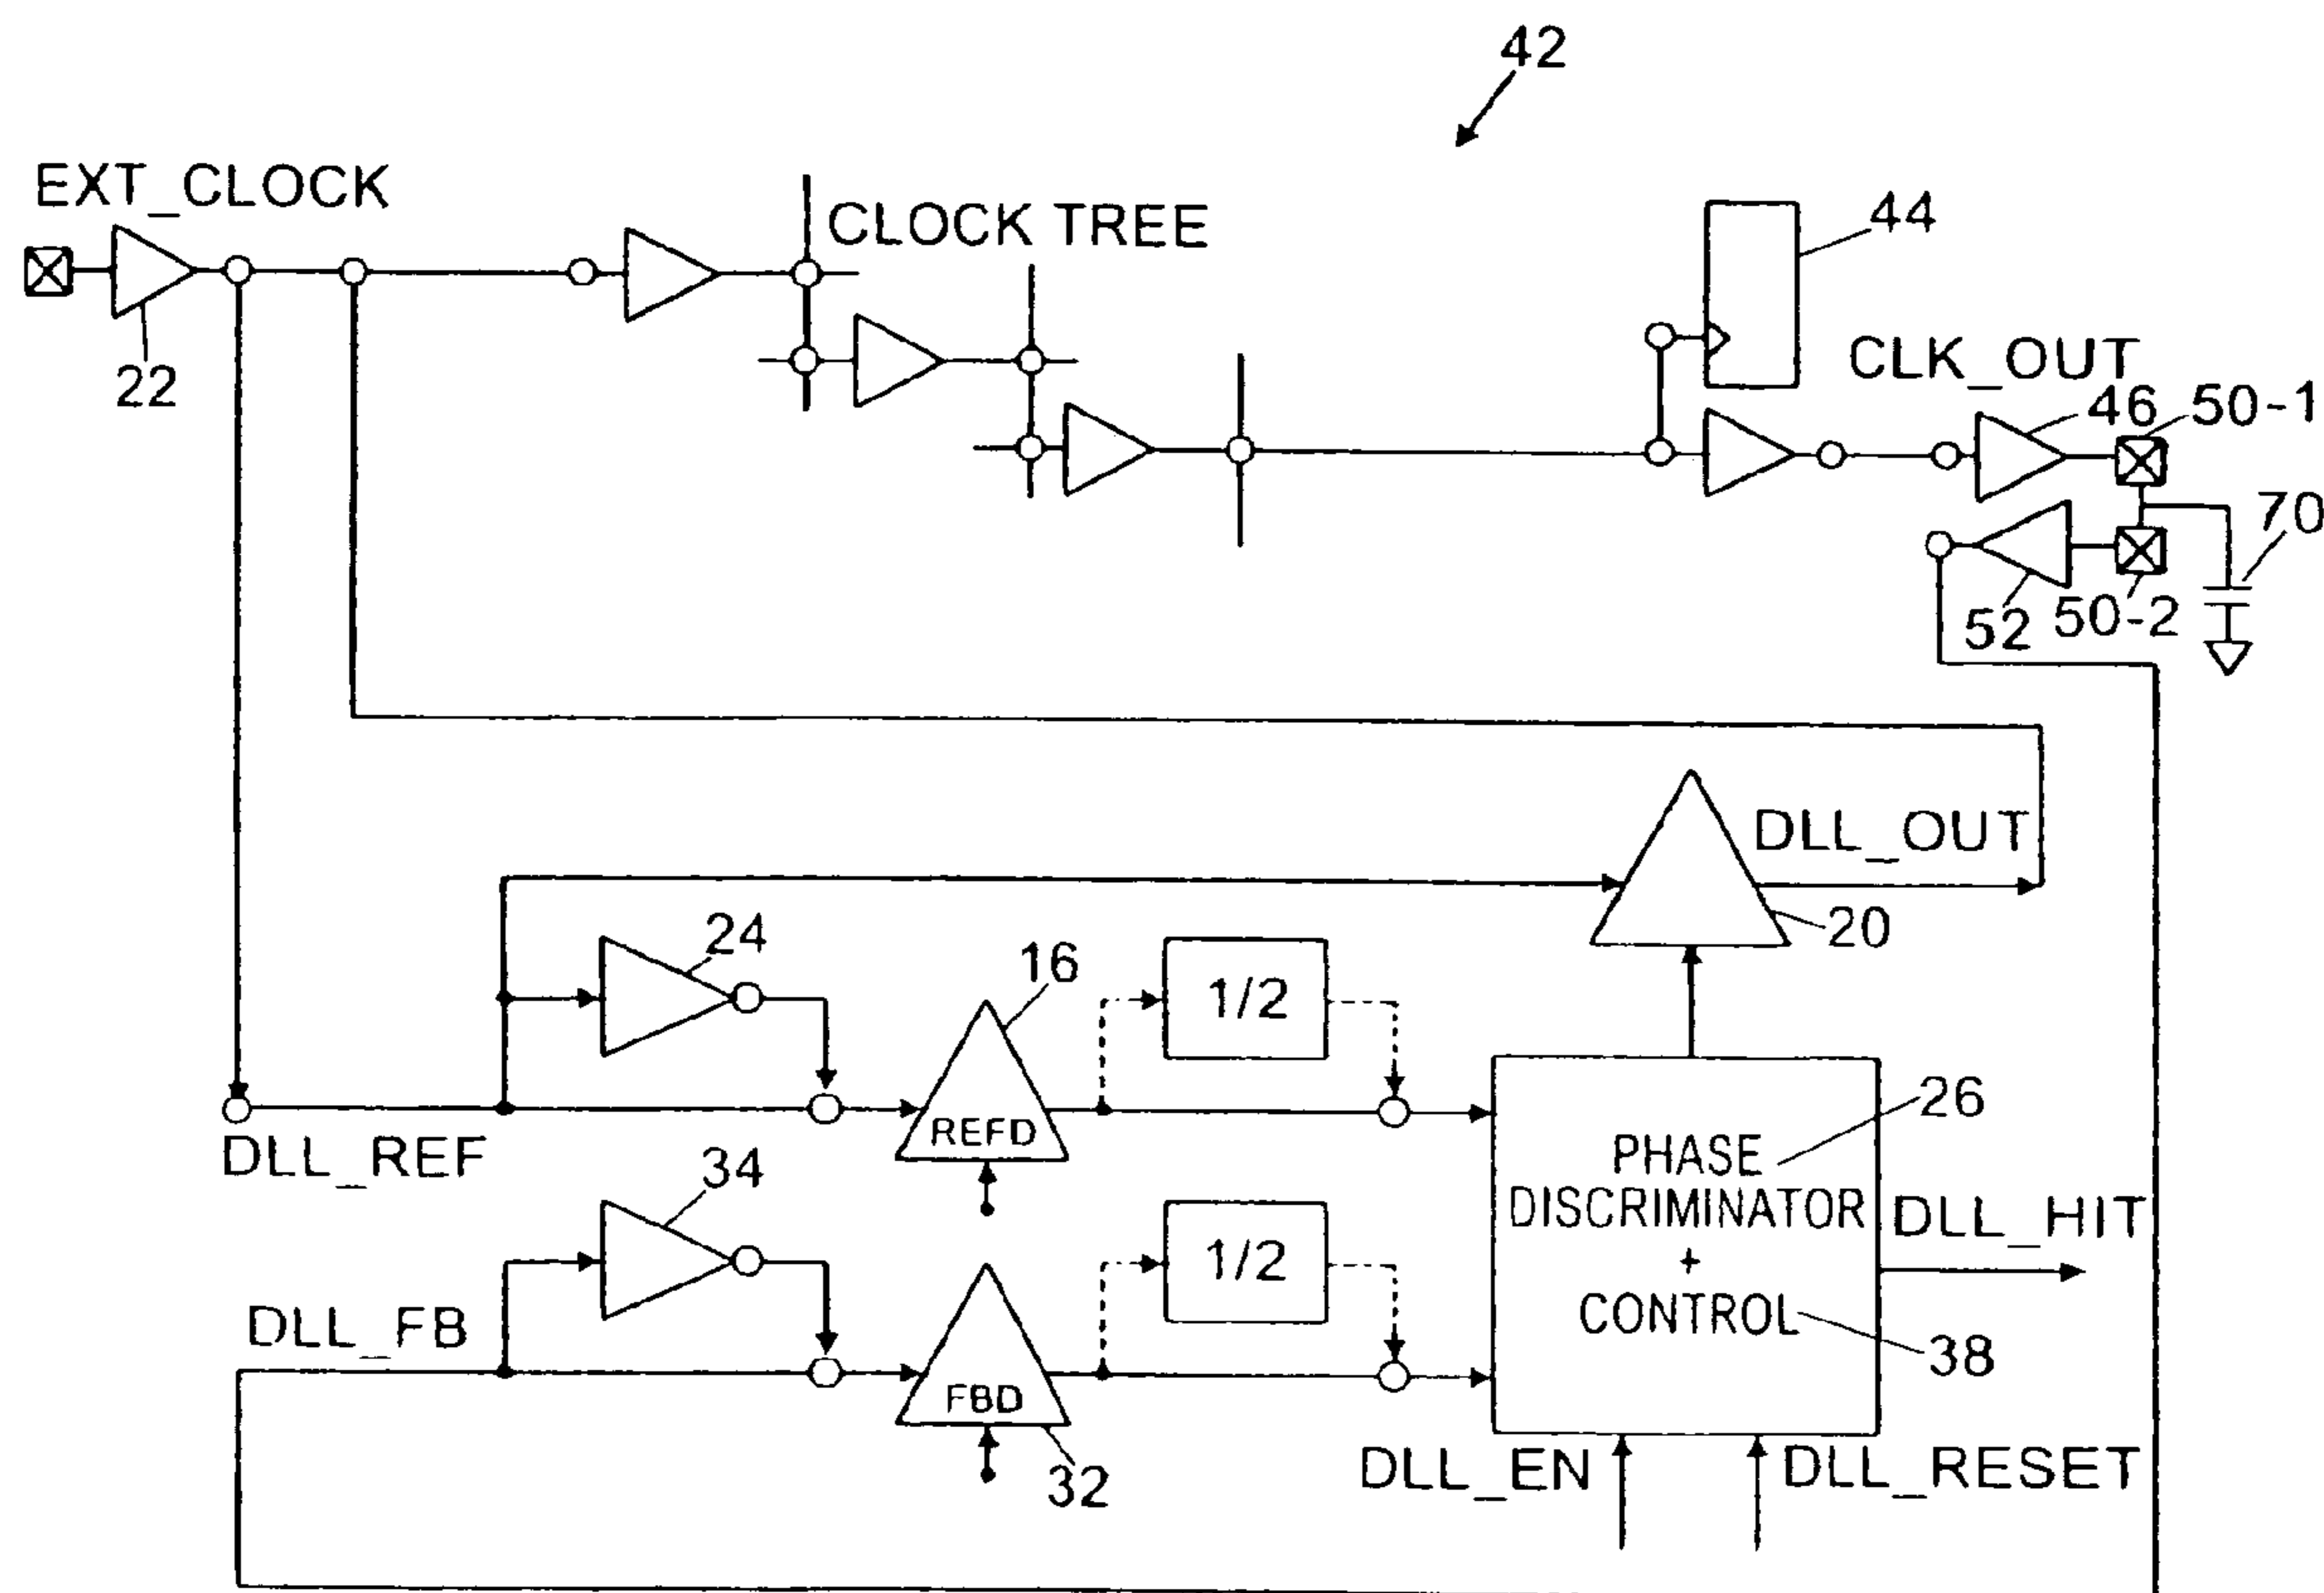 42
EXT_CLOCK
CLOCK TREE
44
22
CLK_OUT
46
50-1
70
52
50-2
DLL_OUT
20
24
16
1/2
REFD
26
DLL_REF
PHASE
DISCRIMINATOR
+
CONTROL
34
DLL_HIT
1/2
DLL_FB
38
FBD
32
DLL_EN
DLL_RESET